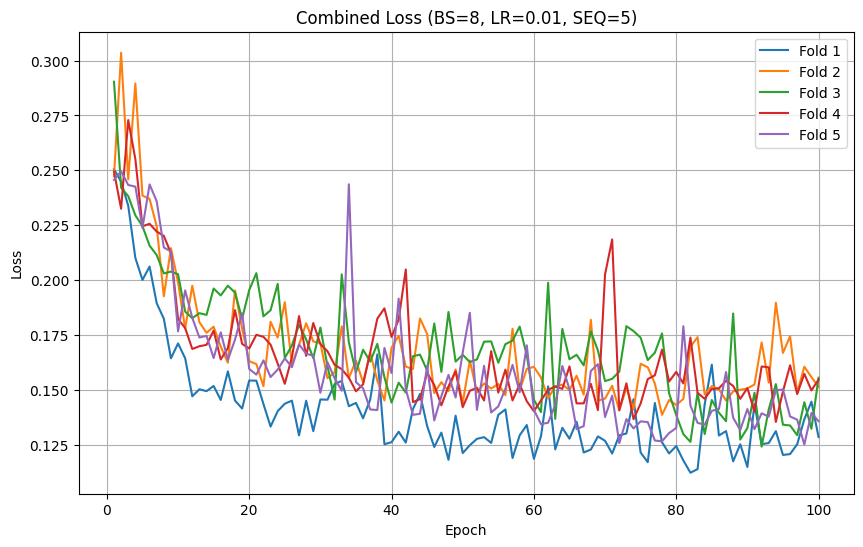 Combined Loss (BS=8, LR=0.01, SEQ=5)
Fold 1
Fold 2
Fold 3
Fold 4
Fold 5
0.300
0.275
0.250
0.225
0.200
0.175
0.150
0.125
Loss
0 20 40 60 80 100
Epoch